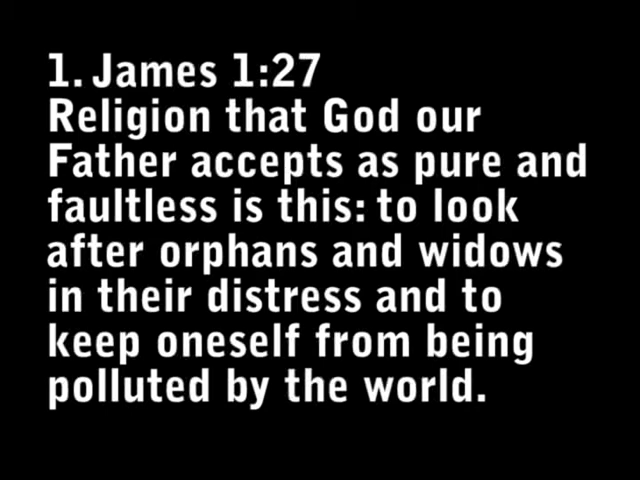 1. James 1:27
Religion that God our
Father accepts as pure and
faultless is this: to look
after orphans and widows
in their distress and to
keep oneself from being
polluted by the world.